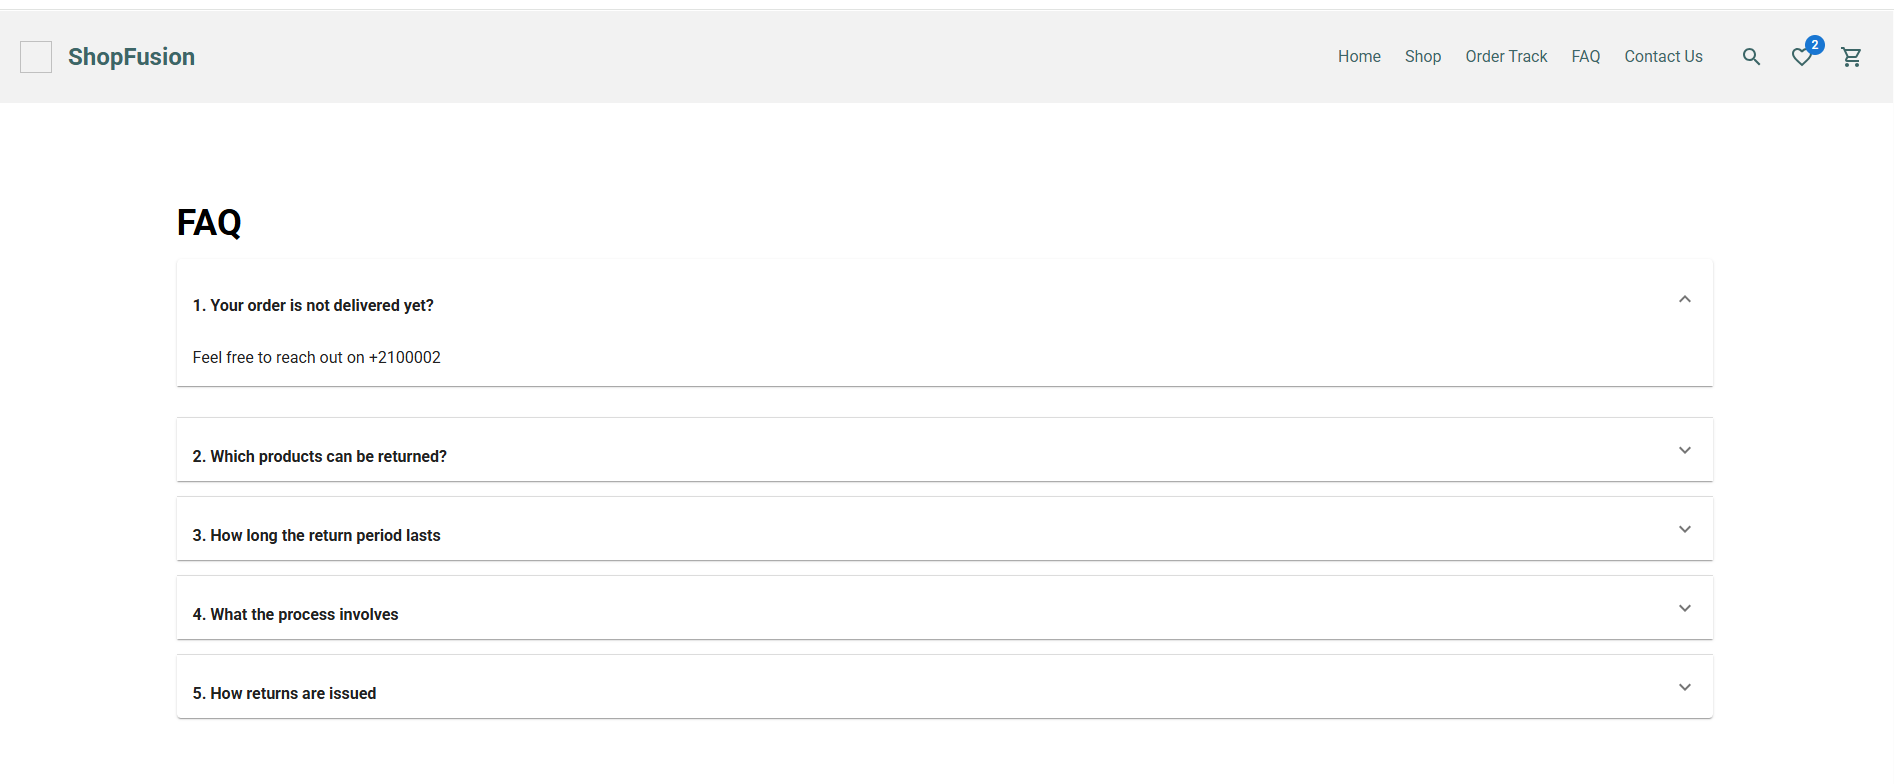 ShopFusion
Home Shop Order Track FAQ Contact Us 2
FAQ
1. Your order is not delivered yet?
Feel free to reach out on +2100002
2. Which products can be returned?
3. How long the return period lasts
4. What the process involves
5. How returns are issued